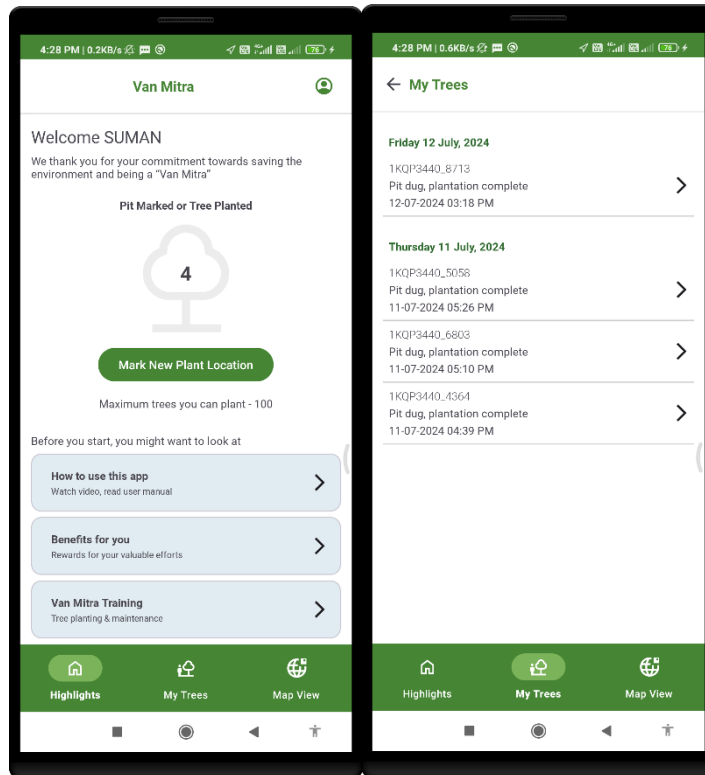 4:28 PM | 0.2KB/s
76
Van Mitra
Welcome SUMAN
We thank you for your commitment towards saving the
environment and being a “Van Mitra”
Pit Marked or Tree Planted
4
Mark New Plant Location
Maximum trees you can plant - 100
Before you start, you might want to look at
How to use this app
Watch video, read user manual
Benefits for you
Rewards for your valuable efforts
Van Mitra Training
Tree planting & maintenance
Highlights My Trees Map View
4:28 PM | 0.6KB/s
76
My Trees
Friday 12 July, 2024
1KQP3440_8713
Pit dug, plantation complete
12-07-2024 03:18 PM
Thursday 11 July, 2024
1KQP3440_5058
Pit dug, plantation complete
11-07-2024 05:26 PM
1KQP3440_6803
Pit dug, plantation complete
11-07-2024 05:10 PM
1KQP3440_4364
Pit dug, plantation complete
11-07-2024 04:39 PM
Highlights My Trees Map View